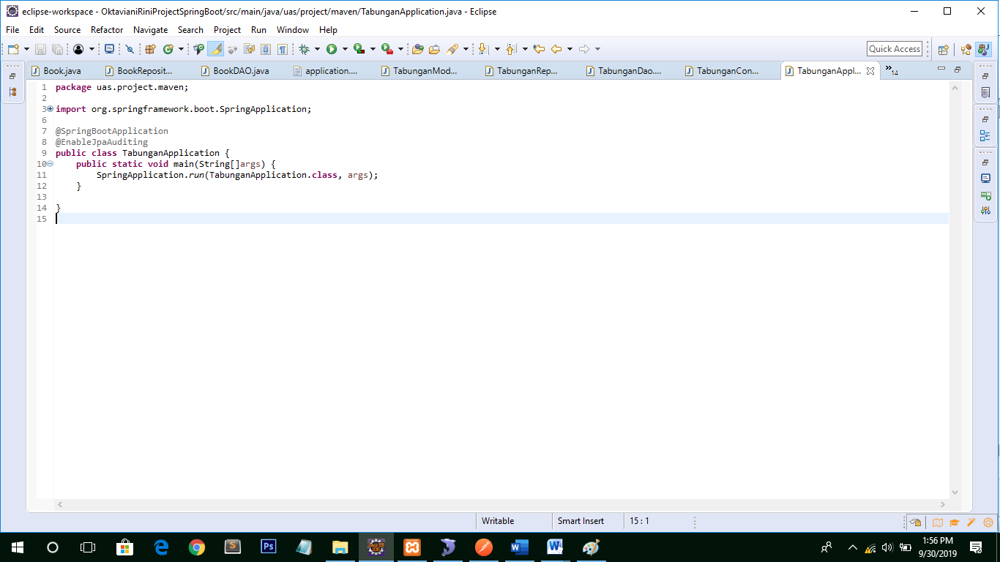 eclipse-workspace - OktavianiRiniProjectSpringBoot/src/main/java/uas/project/maven/TabunganApplication.java - Eclipse
File Edit Source Refactor Navigate Search Project Run Window Help
Quick Access
Book.java BookReposit... BookDAO.java application.... TabunganMod... TabunganRep... TabunganDao.... TabunganCon... TabunganAppl... »14
1 package uas.project.maven;
2
3 import org.springframework.boot.SpringApplication;
6
7 @SpringBootApplication
8 @EnableJpaAuditing
9 public class TabunganApplication {
10 public static void main(String[]args) {
11 SpringApplication.run(TabunganApplication.class, args);
12 }
13
14 }
15
Writable Smart Insert 15 : 1
S Ps JAVA EE IDE W W
1:56 PM
9/30/2019